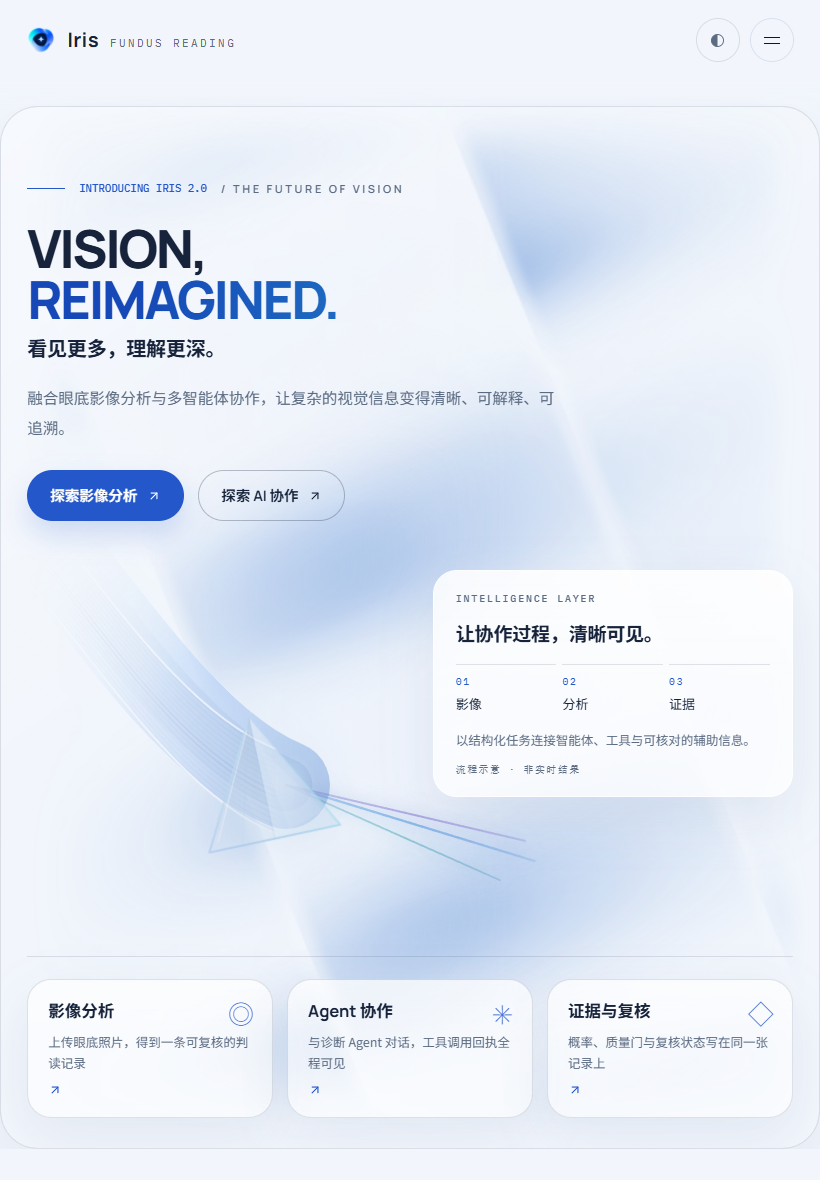 Iris FUNDUS READING
INTRODUCING IRIS 2.0 / THE FUTURE OF VISION
VISION,
REIMAGINED.
看见更多，理解更深。
融合眼底影像分析与多智能体协作，让复杂的视觉信息变得清晰、可解释、可
追溯。
探索影像分析
探索 AI 协作
INTELLIGENCE LAYER
让协作过程，清晰可见。
01 02 03
影像 分析 证据
以结构化任务连接智能体、工具与可核对的辅助信息。
流程示意 · 非实时结果
影像分析
上传眼底照片，得到一条可复核的判
读记录
Agent 协作
与诊断 Agent 对话，工具调用回执全
程可见
证据与复核
概率、质量门与复核状态写在同一张
记录上